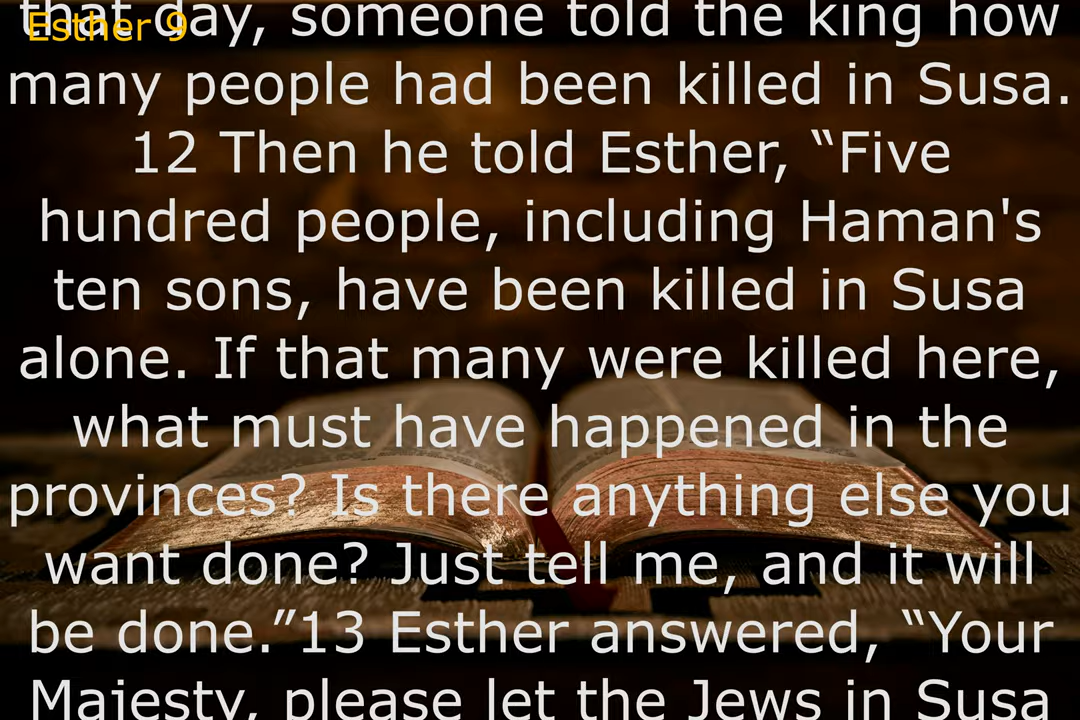 Esther 9
that day, someone told the king how
many people had been killed in Susa.
12 Then he told Esther, “Five
hundred people, including Haman's
ten sons, have been killed in Susa
alone. If that many were killed here,
what must have happened in the
provinces? Is there anything else you
want done? Just tell me, and it will
be done.”13 Esther answered, “Your
Majesty, please let the Jews in Susa